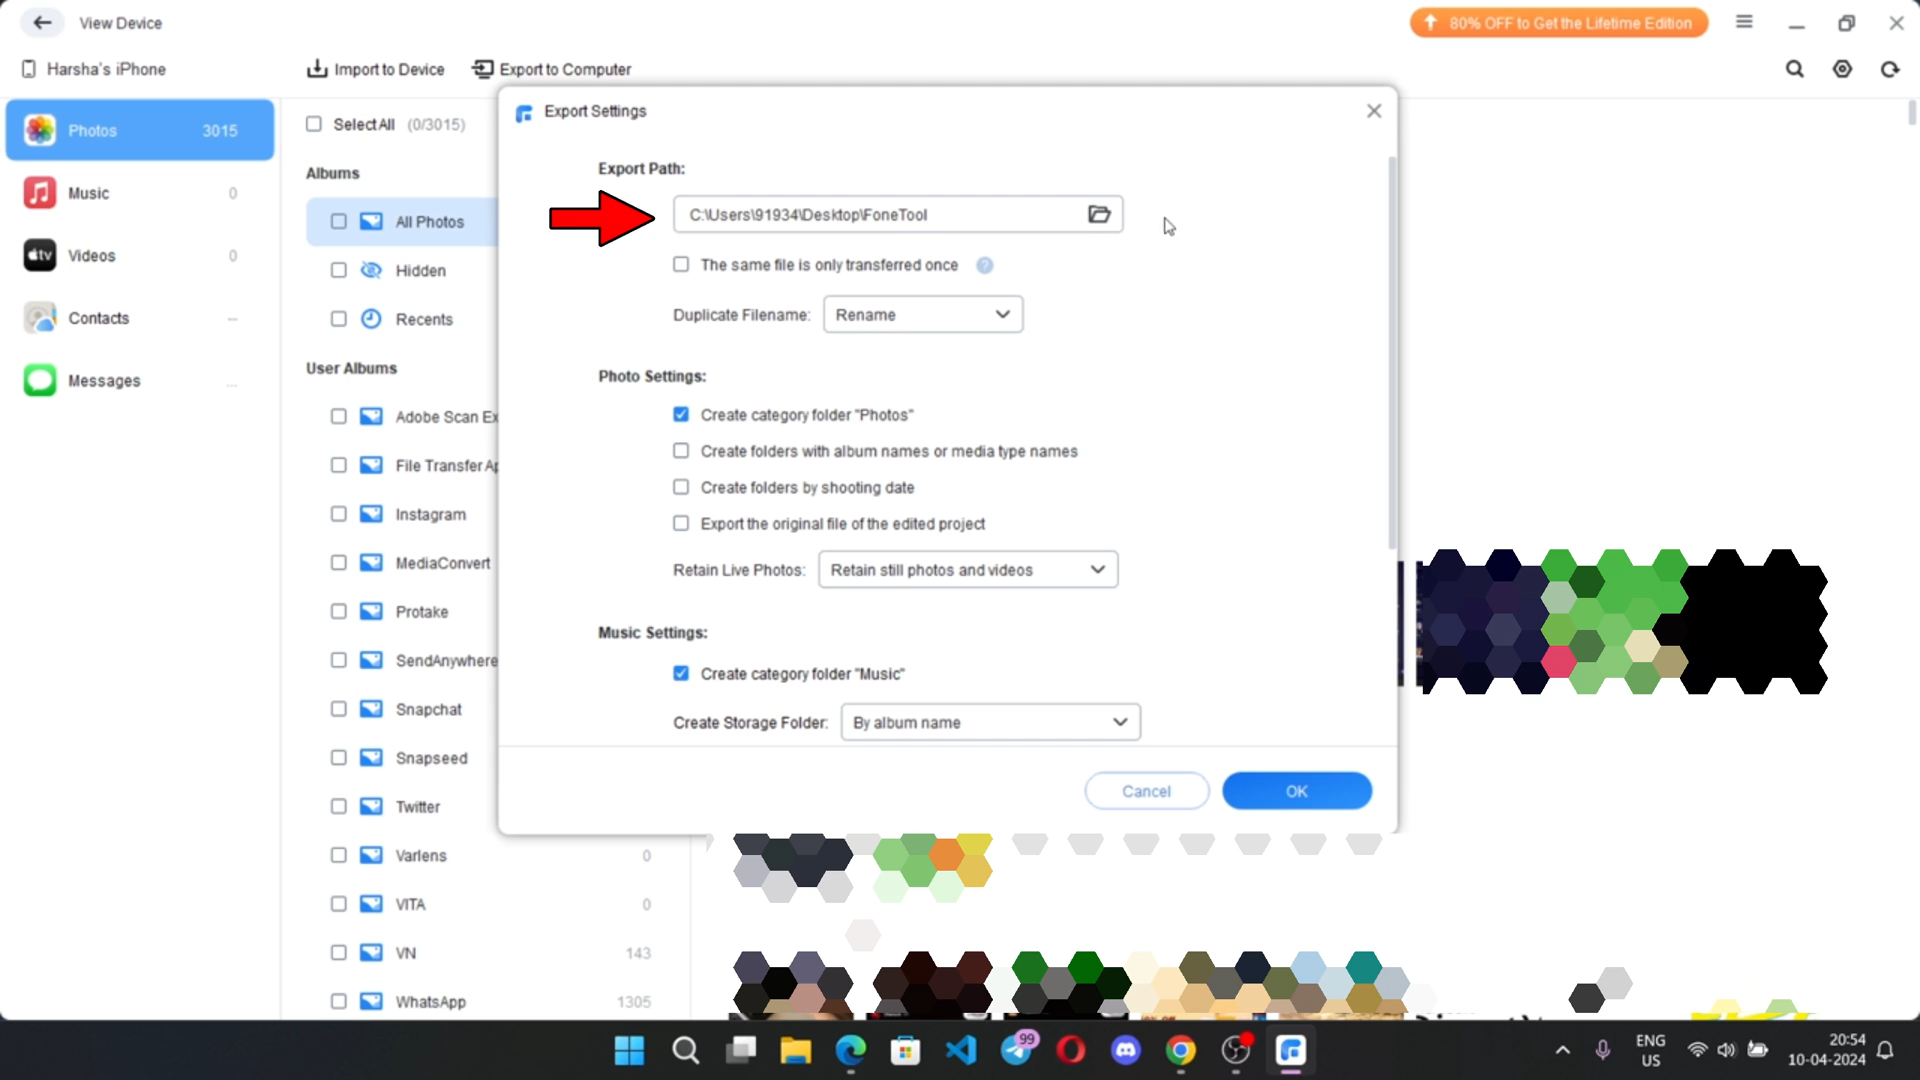 View Device
80% OFF to Get the Lifetime Edition
Harsha's iPhone
Import to Device
Export to Computer
Photos 3015
Music 0
Videos 0
Contacts --
Messages ...
Select All (0/3015)
Albums
All Photos
Hidden
Recents
User Albums
Adobe Scan Ex
File Transfer Ap
Instagram
MediaConvert
Protake
SendAnywhere
Snapchat
Snapseed
Twitter
Varlens 0
VITA 0
VN 143
WhatsApp 1305
Export Settings
Export Path:
C:\Users\91934\Desktop\FoneTool
The same file is only transferred once ?
Duplicate Filename: Rename
Photo Settings:
Create category folder "Photos"
Create folders with album names or media type names
Create folders by shooting date
Export the original file of the edited project
Retain Live Photos: Retain still photos and videos
Music Settings:
Create category folder "Music"
Create Storage Folder: By album name
Cancel
OK
tv
99
ENG
US
20:54
10-04-2024